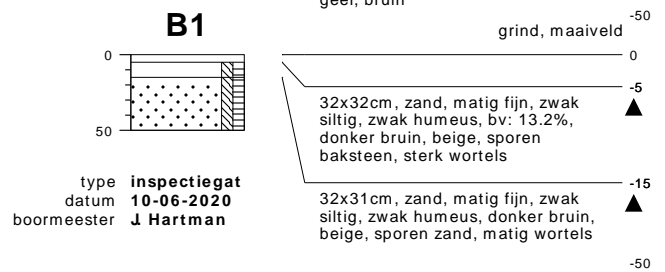 geel, bruin
-50
B1
grind, maaiveld
0
0
-5
32x32cm, zand, matig fijn, zwak
siltig, zwak humeus, bv: 13.2%,
donker bruin, beige, sporen
baksteen, sterk wortels
50
type inspectiegat
datum 10-06-2020
boormeester J. Hartman
-15
32x31cm, zand, matig fijn, zwak
siltig, zwak humeus, donker bruin,
beige, sporen zand, matig wortels
-50